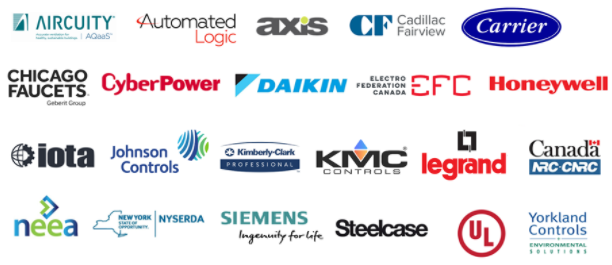 AIRCUITY
AQaaS
Automated
Logic
axis
CF Cadillac
Fairview
Carrier
CHICAGO
FAUCETS
Geberit Group
CyberPower
DAIKIN
ELECTRO
FEDERATION
CANADA
EFC
Honeywell
iota
Johnson
Controls
Kimberly-Clark
PROFESSIONAL
KMC
CONTROLS
legrand
Canada
NRC-CNRC
neea
NEW YORK
STATE OF
OPPORTUNITY.
NYSERDA
SIEMENS
Ingenuity for life
Steelcase
UL
Yorkland
Controls
ENVIRONMENTAL
SOLUTIONS